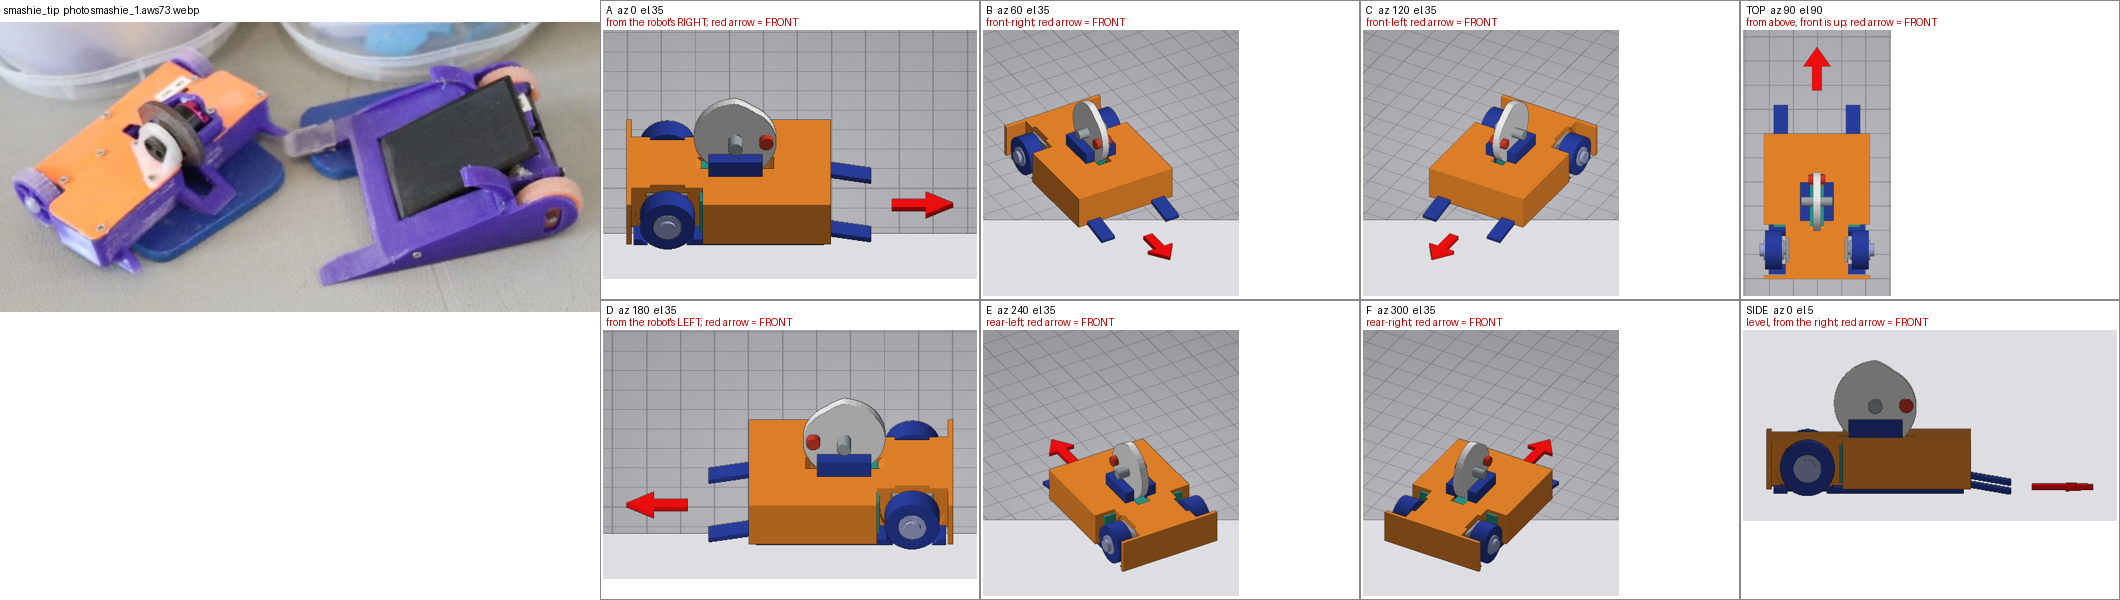 smashie_tip photosmashie_1.aws73.webp
A az 0 el 35
from the robot's RIGHT; red arrow = FRONT
B az 60 el 35
front-right; red arrow = FRONT
C az 120 el 35
front-left; red arrow = FRONT
TOP az 90 el 90
from above, front is up; red arrow = FRONT
D az 180 el 35
from the robot's LEFT; red arrow = FRONT
E az 240 el 35
rear-left; red arrow = FRONT
F az 300 el 35
rear-right; red arrow = FRONT
SIDE az 0 el 5
level, from the right; red arrow = FRONT